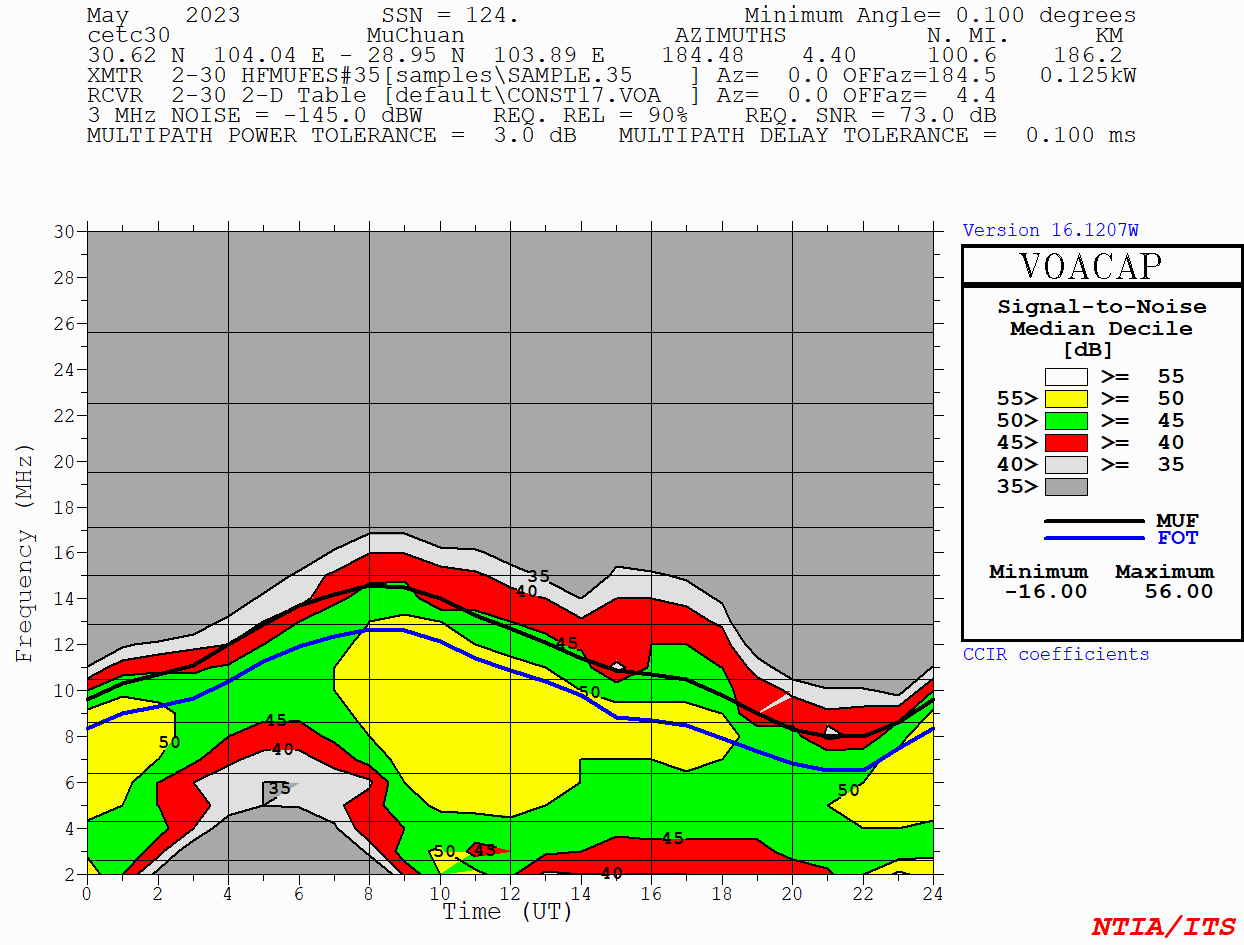 May    2023          SSN = 124.                Minimum Angle= 0.100 degrees
cetc30              MuChuan               AZIMUTHS          N. MI.      KM
30.62 N  104.04 E - 28.95 N  103.89 E    184.48    4.40     100.6    186.2
XMTR  2-30 HFMUFES#35[samples\SAMPLE.35    ] Az=  0.0 OFFaz=184.5   0.125kW
RCVR  2-30 2-D Table [default\CONST17.VOA  ] Az=  0.0 OFFaz=  4.4
3 MHz NOISE = -145.0 dBW     REQ. REL = 90%    REQ. SNR = 73.0 dB
MULTIPATH POWER TOLERANCE =  3.0 dB   MULTIPATH DELAY TOLERANCE =  0.100 ms
Version 16.1207W
VOACAP
Signal-to-Noise
Median Decile
[dB]
>= 55
55> >= 50
50> >= 45
45> >= 40
40> >= 35
35>
MUF
FOT
Minimum Maximum
-16.00 56.00
CCIR coefficients
Frequency (MHz)
30
28
26
24
22
20
18
16
14
12
10
8
6
4
2
35
40
45
50
50
45
40
35
50
45
50
45
40
0 2 4 6 8 10 12 14 16 18 20 22 24
Time (UT)
NTIA/ITS